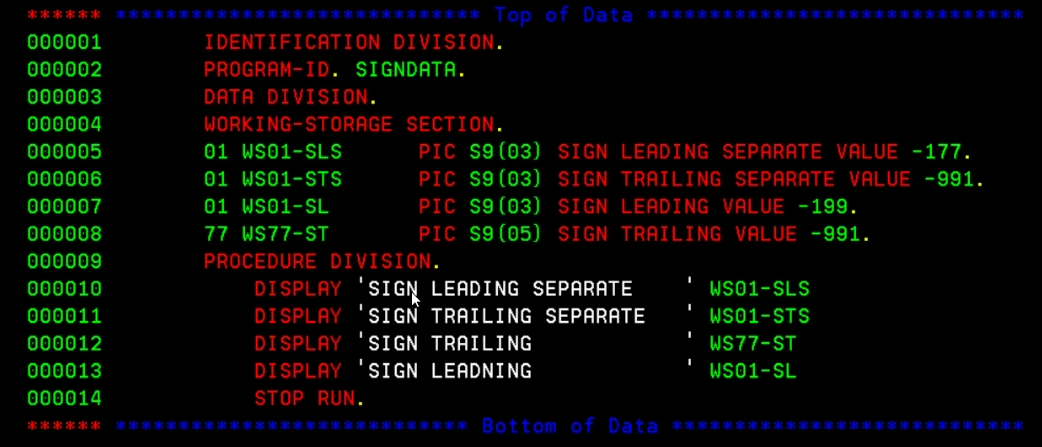 ****** ***************************** Top of Data ******************************
000001 IDENTIFICATION DIVISION.
000002 PROGRAM-ID. SIGNDATA.
000003 DATA DIVISION.
000004 WORKING-STORAGE SECTION.
000005 01 WS01-SLS PIC S9(03) SIGN LEADING SEPARATE VALUE -177.
000006 01 WS01-STS PIC S9(03) SIGN TRAILING SEPARATE VALUE -991.
000007 01 WS01-SL PIC S9(03) SIGN LEADING VALUE -199.
000008 77 WS77-ST PIC S9(05) SIGN TRAILING VALUE -991.
000009 PROCEDURE DIVISION.
000010 DISPLAY 'SIGN LEADING SEPARATE ' WS01-SLS
000011 DISPLAY 'SIGN TRAILING SEPARATE ' WS01-STS
000012 DISPLAY 'SIGN TRAILING ' WS77-ST
000013 DISPLAY 'SIGN LEADNING ' WS01-SL
000014 STOP RUN.
****** **************************** Bottom of Data ****************************